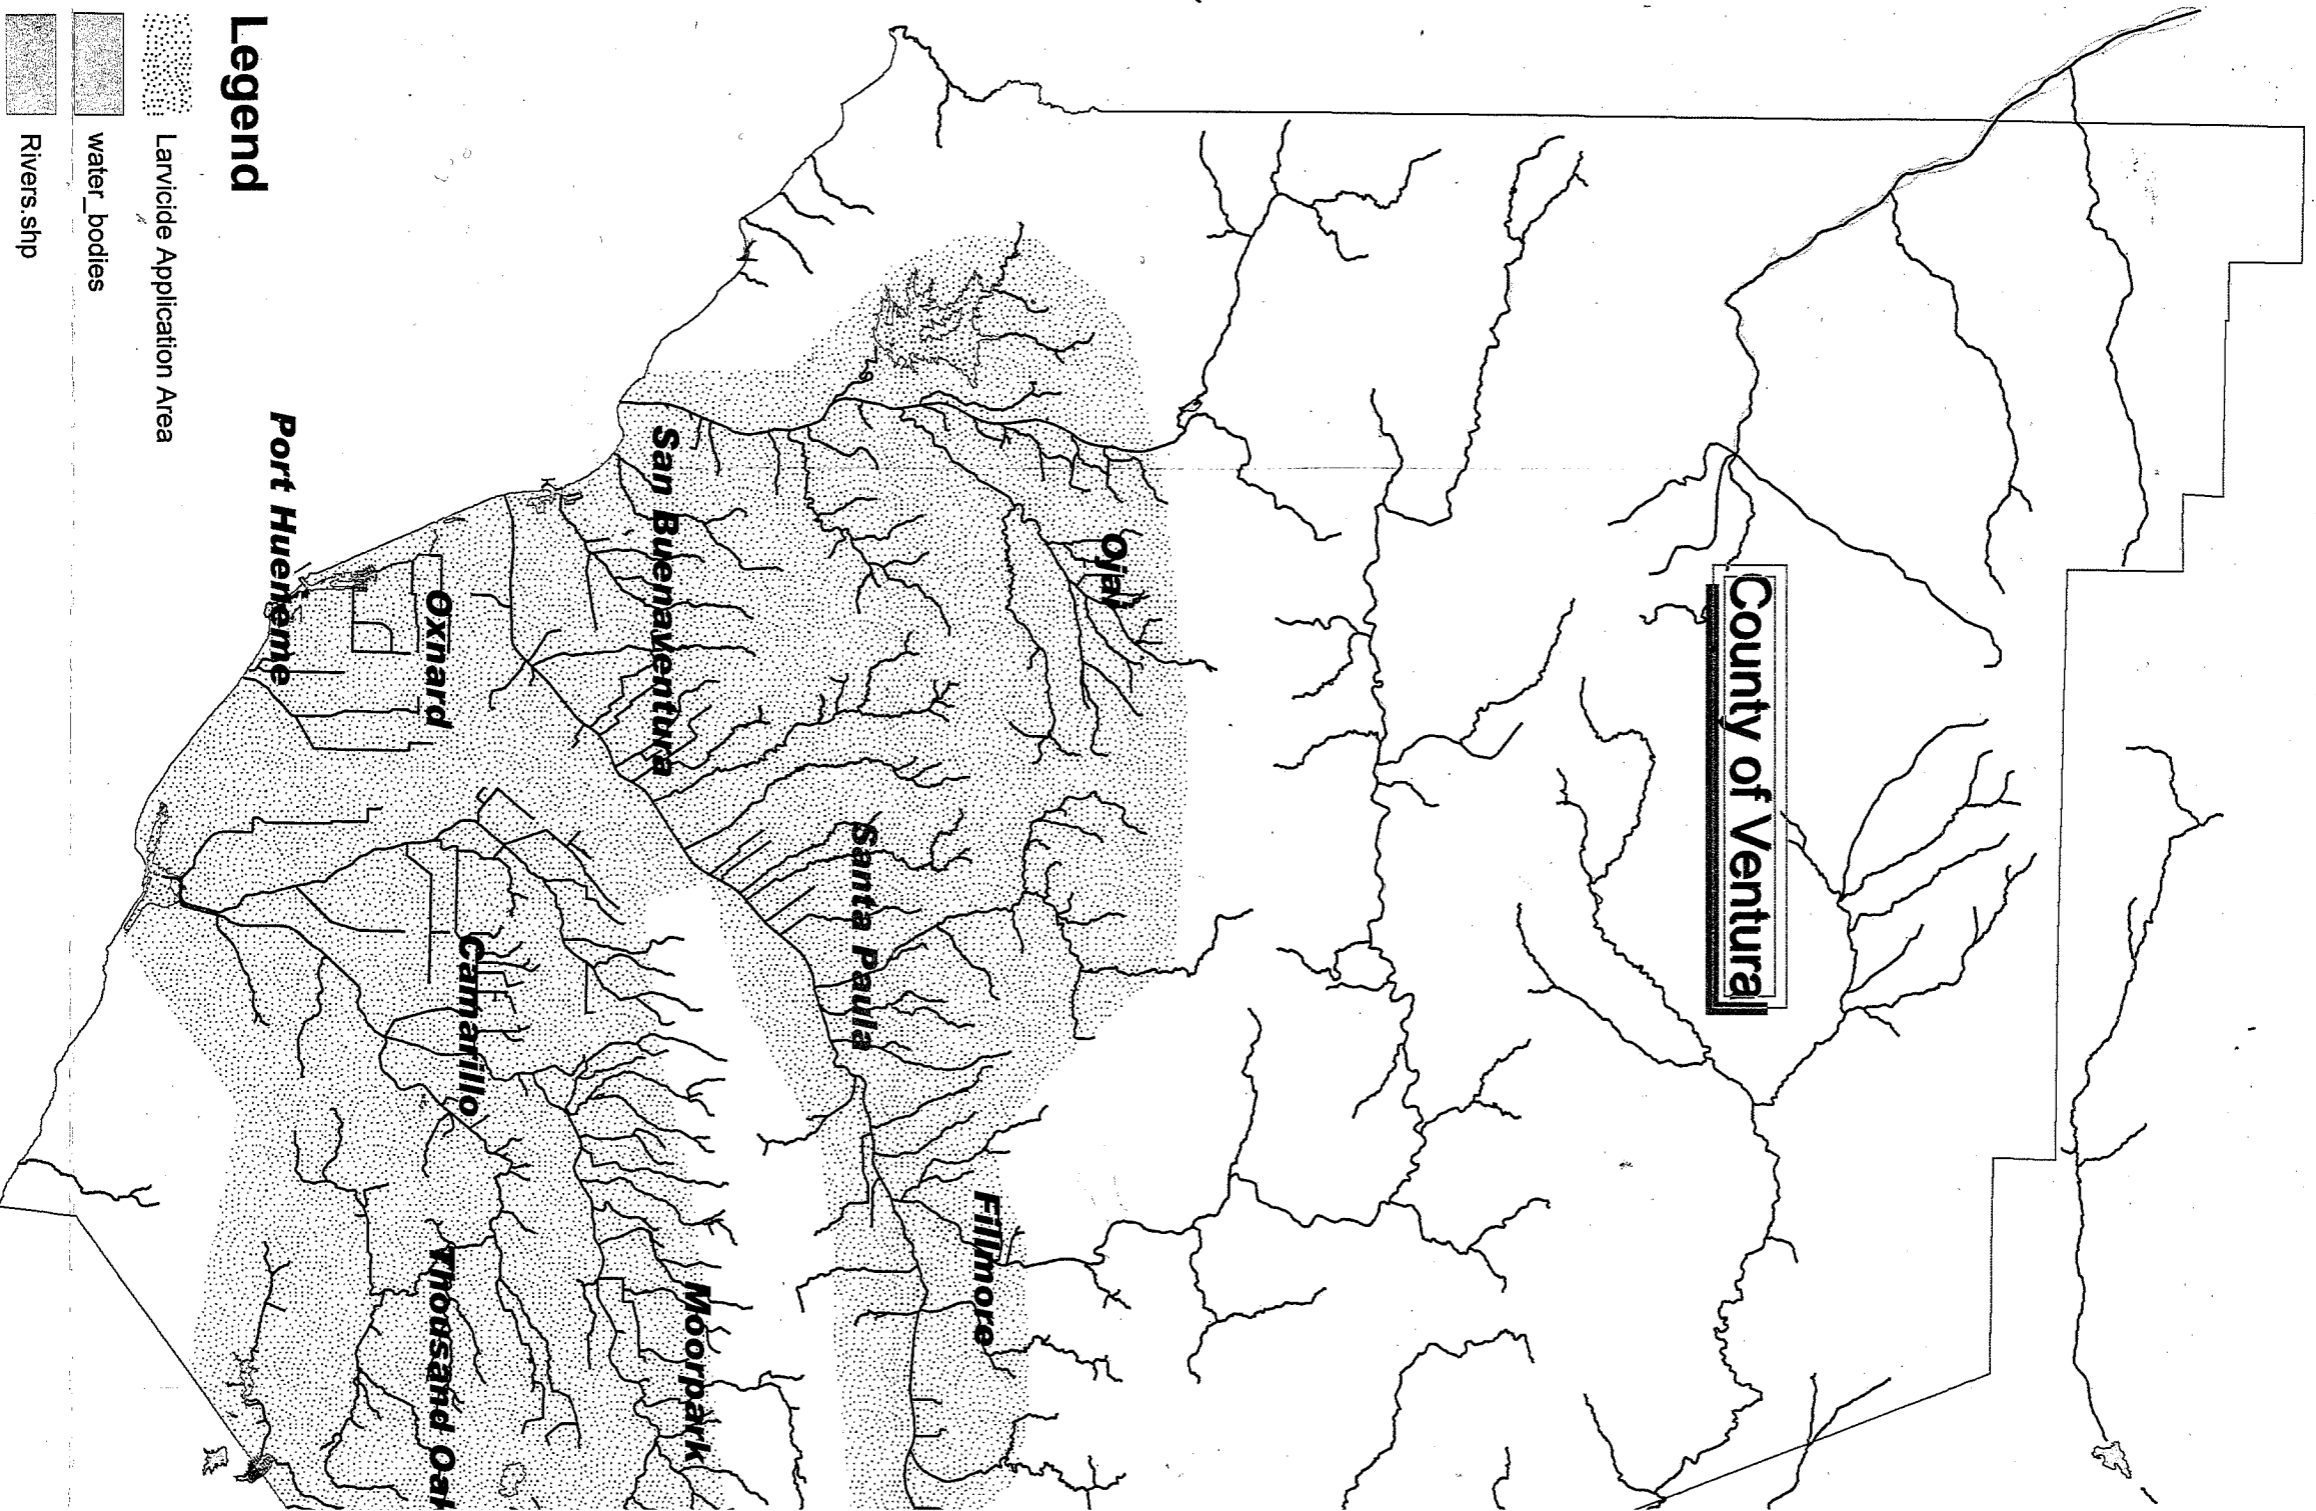 County of Ventura
Ojai
Fillmore
Santa Paula
San Buenaventura
Moorpark
Camarillo
Oxnard
Thousand Oa
Port Hueneme
Legend
Larvicide Application Area
water_bodies
Rivers.shp